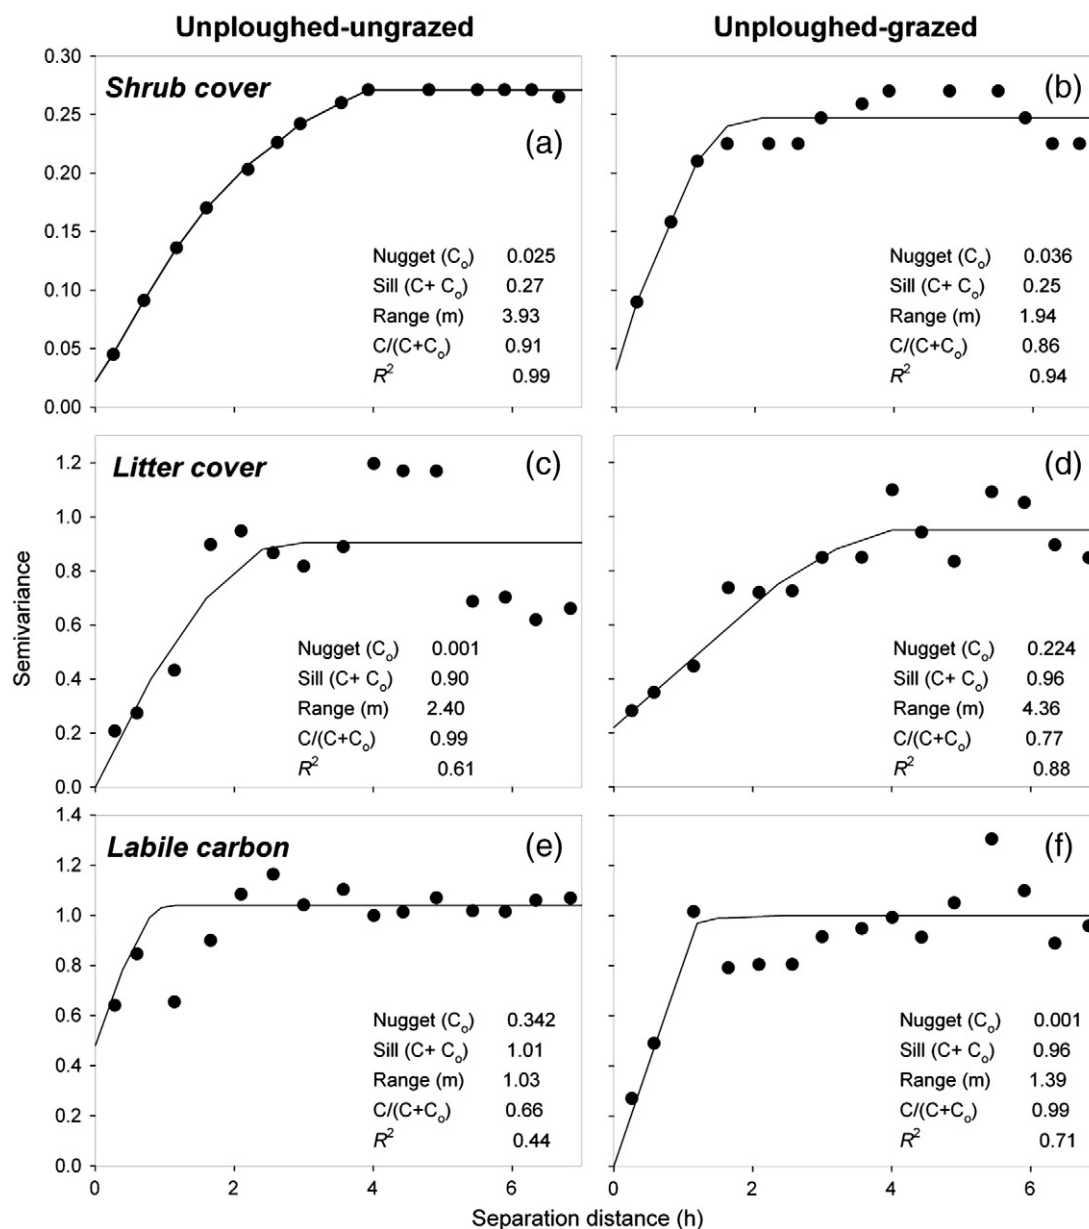 Unploughed-ungrazed
Unploughed-grazed
0.30
0.25
0.20
0.15
0.10
0.05
0.00
Shrub cover
(a)
Nugget (Co) 0.025
Sill (C+ Co) 0.27
Range (m) 3.93
C/(C+Co) 0.91
R2 0.99
(b)
Nugget (Co) 0.036
Sill (C+ Co) 0.25
Range (m) 1.94
C/(C+Co) 0.86
R2 0.94
0 2 4 6
0 2 4 6
Semivariance
1.2
1.0
0.8
0.6
0.4
0.2
0.0
Litter cover
(c)
Nugget (Co) 0.001
Sill (C+ Co) 0.90
Range (m) 2.40
C/(C+Co) 0.99
R2 0.61
(d)
Nugget (Co) 0.224
Sill (C+ Co) 0.96
Range (m) 4.36
C/(C+Co) 0.77
R2 0.88
1.4
1.2
1.0
0.8
0.6
0.4
0.2
0.0
Labile carbon
(e)
Nugget (Co) 0.342
Sill (C+ Co) 1.01
Range (m) 1.03
C/(C+Co) 0.66
R2 0.44
(f)
Nugget (Co) 0.001
Sill (C+ Co) 0.96
Range (m) 1.39
C/(C+Co) 0.99
R2 0.71
0 2 4 6
0 2 4 6
Separation distance (h)